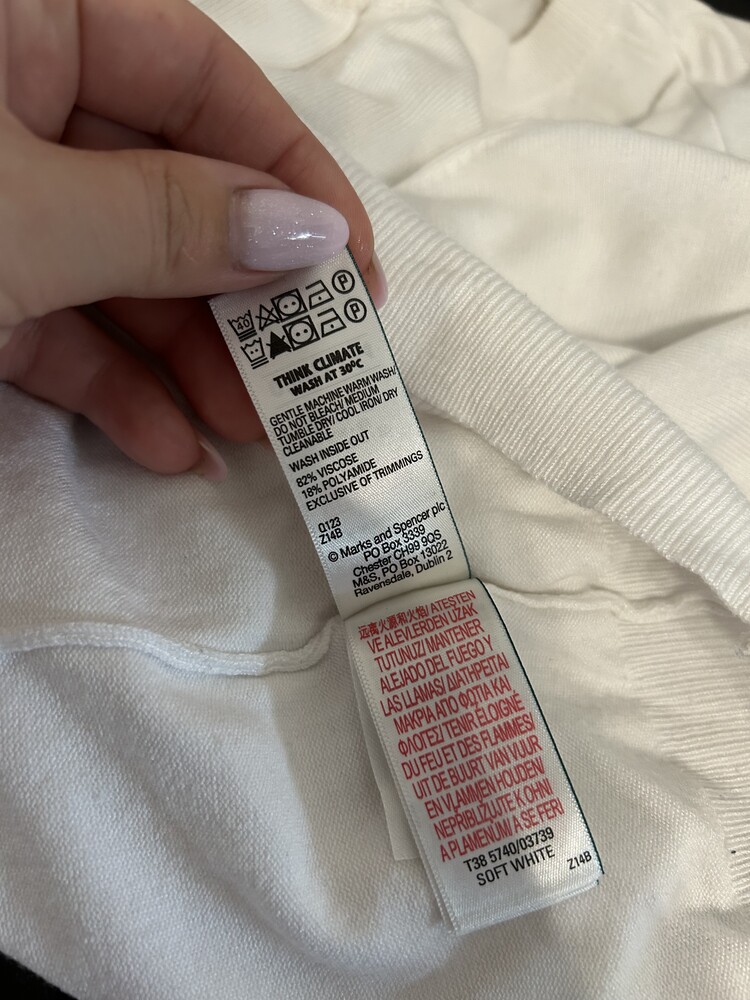 40
P
P
THINK CLIMATE
WASH AT 30°C
GENTLE MACHINE WARM WASH/
DO NOT BLEACH/ MEDIUM
TUMBLE DRY/ COOL IRON/ DRY
CLEANABLE
WASH INSIDE OUT
82% VISCOSE
18% POLYAMIDE
EXCLUSIVE OF TRIMMINGS
Q123
Z14B
© Marks and Spencer plc
PO Box 3339
Chester CH99 9QS
M&S, PO Box 13022
Ravensdale, Dublin 2
远离火源和火焰/ ATEŞTEN
VE ALEVLERDEN UZAK
TUTUNUZ/ MANTENER
ALEJADO DEL FUEGO Y
LAS LLAMAS/ ΔΙΑΤΗΡΕΙΤΑΙ
ΜΑΚΡΙΑ ΑΠΟ ΦΩΤΙΑ ΚΑΙ
ΦΛΟΓΕΣ/ TENIR ÉLOIGNÉ
DU FEU ET DES FLAMMES/
UIT DE BUURT VAN VUUR
EN VLAMMEN HOUDEN/
NEPŘIBLIŽUJTE K OHNI
A PLAMENŮM/ A SE FERI
T38 5740/03739
SOFT WHITE
Z14B